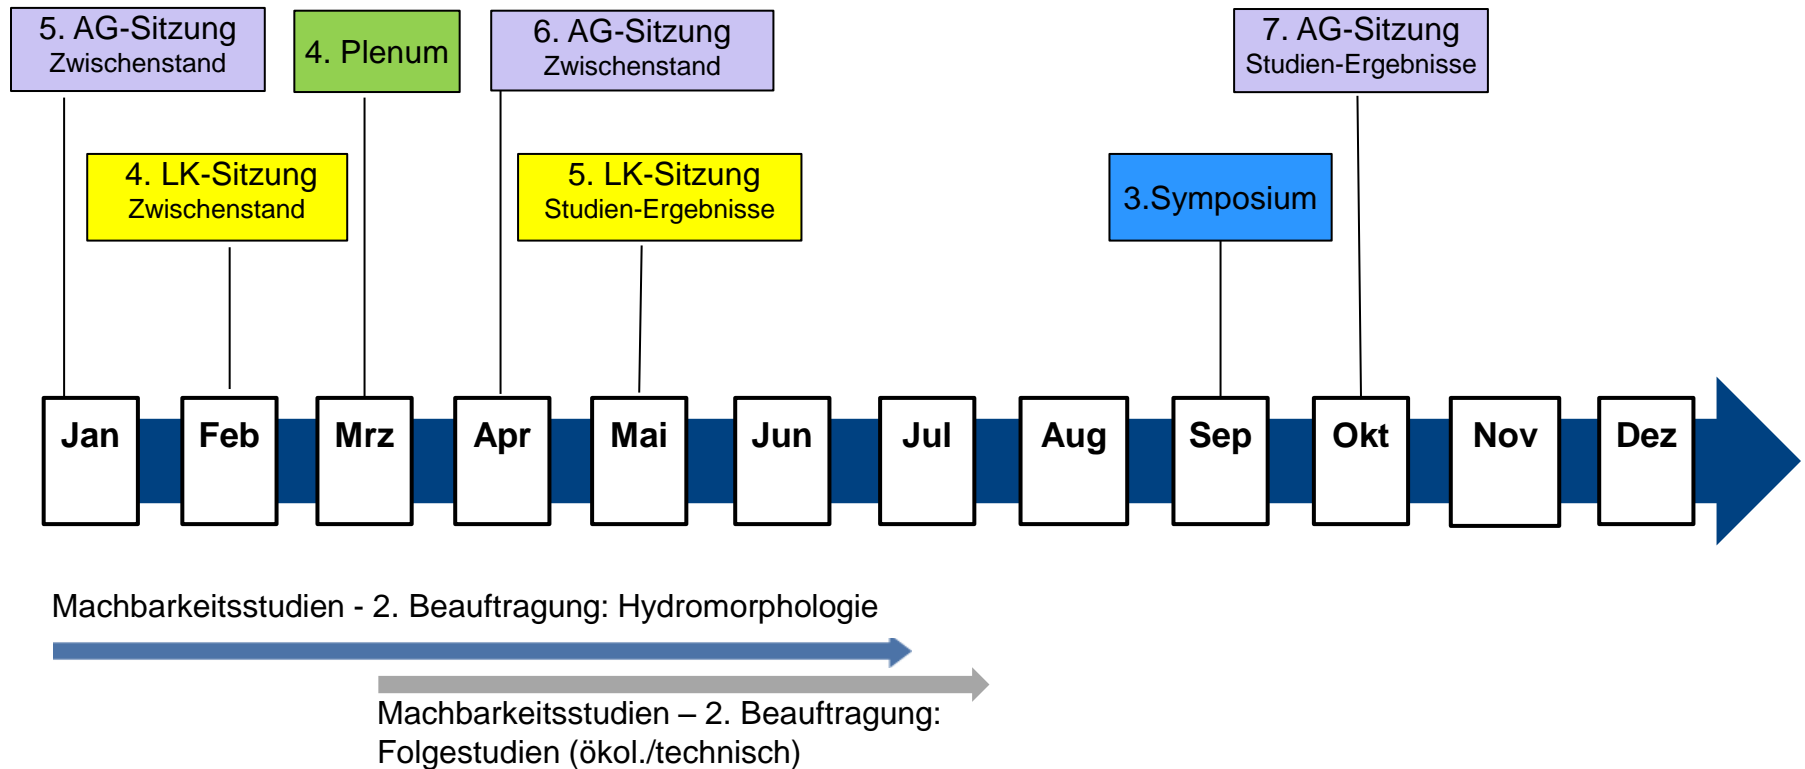 5. AG-Sitzung
Zwischenstand
4. Plenum
6. AG-Sitzung
Zwischenstand
7. AG-Sitzung
Studien-Ergebnisse
4. LK-Sitzung
Zwischenstand
5. LK-Sitzung
Studien-Ergebnisse
3.Symposium
Jan Feb Mrz Apr Mai Jun Jul Aug Sep Okt Nov Dez
Machbarkeitsstudien - 2. Beauftragung: Hydromorphologie
Machbarkeitsstudien – 2. Beauftragung:
Folgestudien (ökol./technisch)